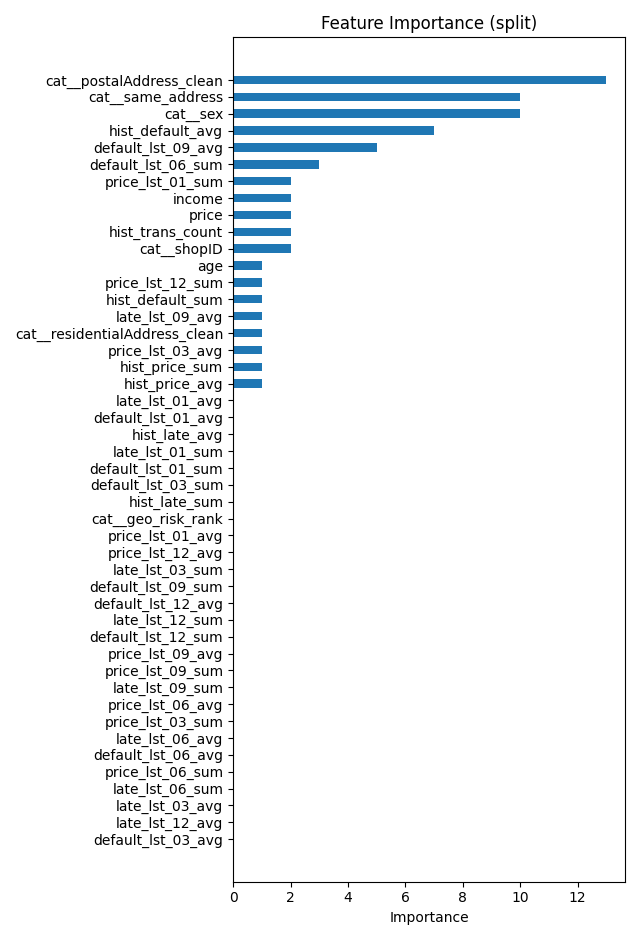 Feature Importance (split)
cat__postalAddress_clean
cat__same_address
cat__sex
hist_default_avg
default_lst_09_avg
default_lst_06_sum
price_lst_01_sum
income
price
hist_trans_count
cat__shopID
age
price_lst_12_sum
hist_default_sum
late_lst_09_avg
cat__residentialAddress_clean
price_lst_03_avg
hist_price_sum
hist_price_avg
late_lst_01_avg
default_lst_01_avg
hist_late_avg
late_lst_01_sum
default_lst_01_sum
default_lst_03_sum
hist_late_sum
cat__geo_risk_rank
price_lst_01_avg
price_lst_12_avg
late_lst_03_sum
default_lst_09_sum
default_lst_12_avg
late_lst_12_sum
default_lst_12_sum
price_lst_09_avg
price_lst_09_sum
late_lst_09_sum
price_lst_06_avg
price_lst_03_sum
late_lst_06_avg
default_lst_06_avg
price_lst_06_sum
late_lst_06_sum
late_lst_03_avg
late_lst_12_avg
default_lst_03_avg
0 2 4 6 8 10 12
Importance